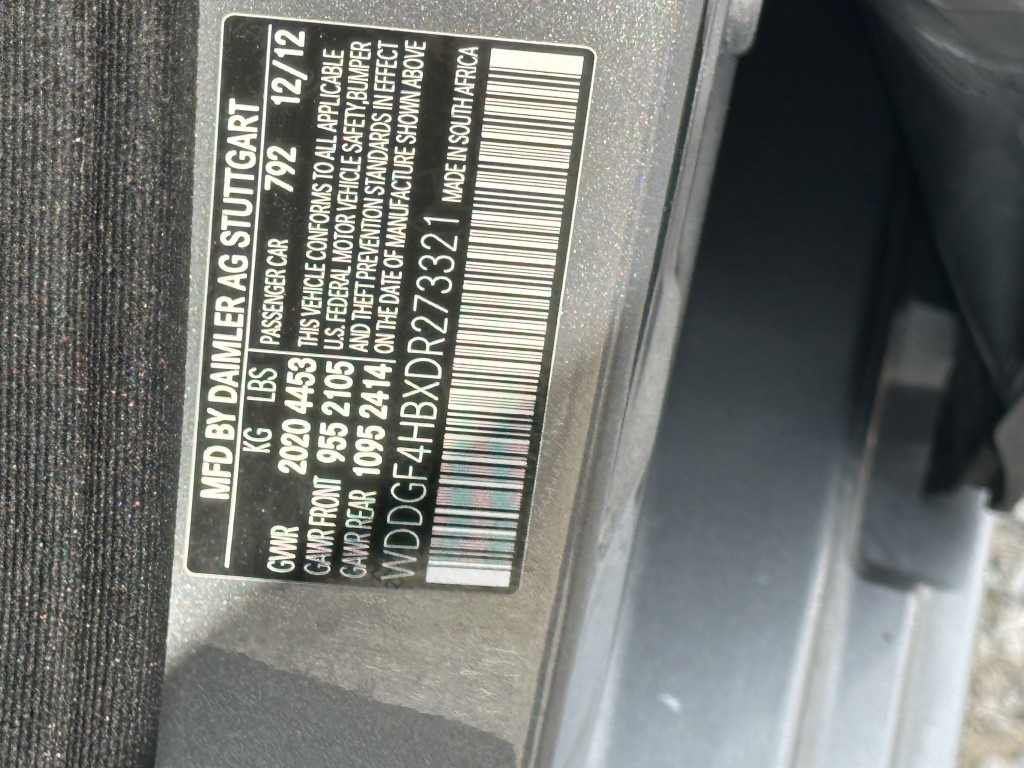 MFD BY DAIMLER AG STUTTGART
KG LBS PASSENGER CAR 792 12/12
GVWR 2020 4453 THIS VEHICLE CONFORMS TO ALL APPLICABLE
GAWR FRONT 955 2105 U.S. FEDERAL MOTOR VEHICLE SAFETY,BUMPER
GAWR REAR 1095 2414 AND THEFT PREVENTION STANDARDS IN EFFECT
ON THE DATE OF MANUFACTURE SHOWN ABOVE
WDDGF4HBXDR273321 MADE IN SOUTH AFRICA